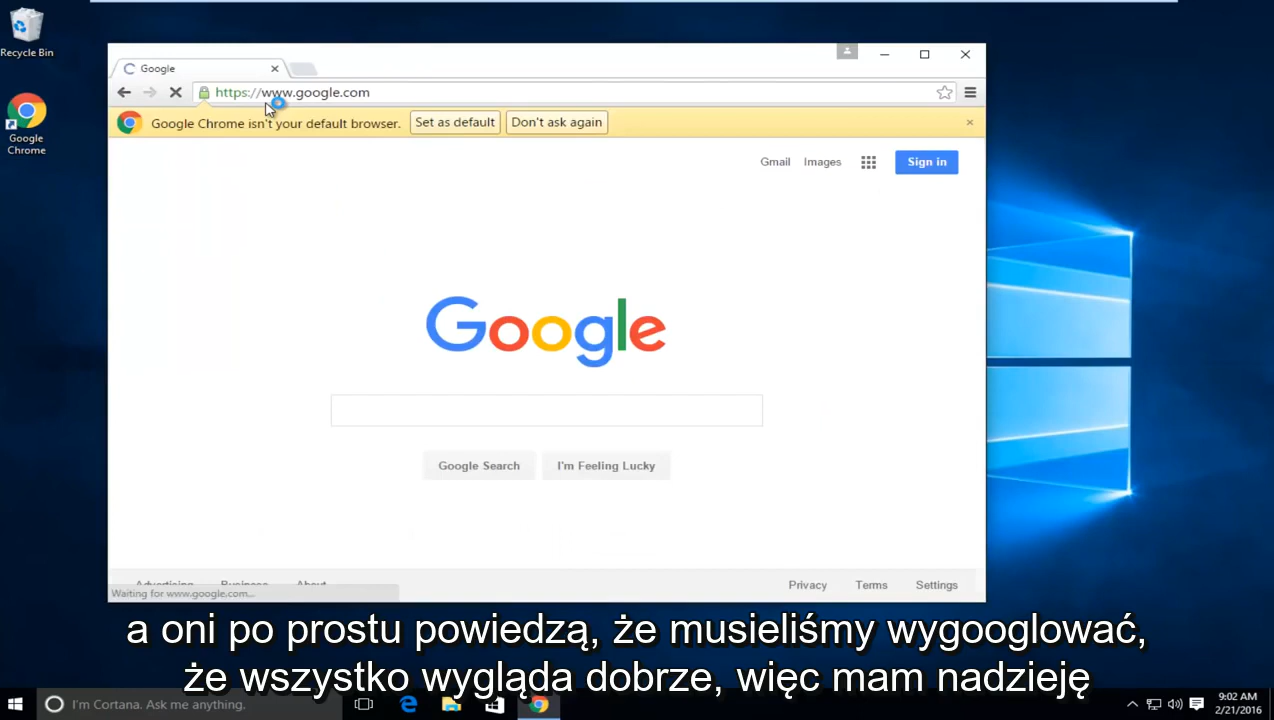 Recycle Bin
Google
Chrome
Google
https://www.google.com
Google Chrome isn't your default browser. Set as default Don't ask again
Gmail Images Sign in
Google
Google Search I'm Feeling Lucky
Advertising Business About Privacy Terms Settings
Waiting for www.google.com...
a oni po prostu powiedzą, że musieliśmy wygooglować,
że wszystko wygląda dobrze, więc mam nadzieję
I'm Cortana. Ask me anything.
9:02 AM
2/21/2016